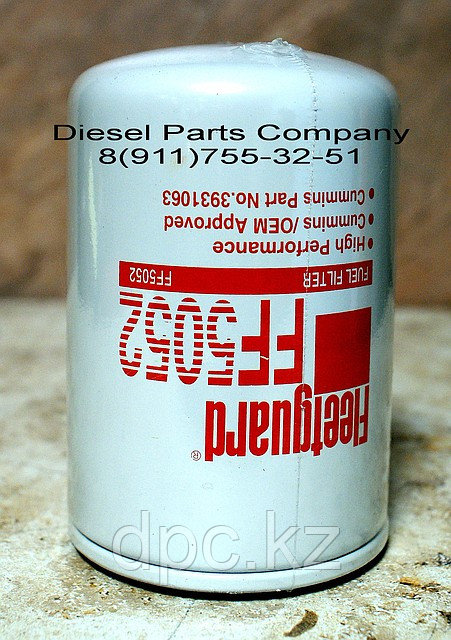 Diesel Parts Company
8(911)755-32-51
Fleetguard®
FF5052
FUEL FILTER FF5052
• High Performance
• Cummins /OEM Approved
• Cummins Part No.3931063
dpc.kz